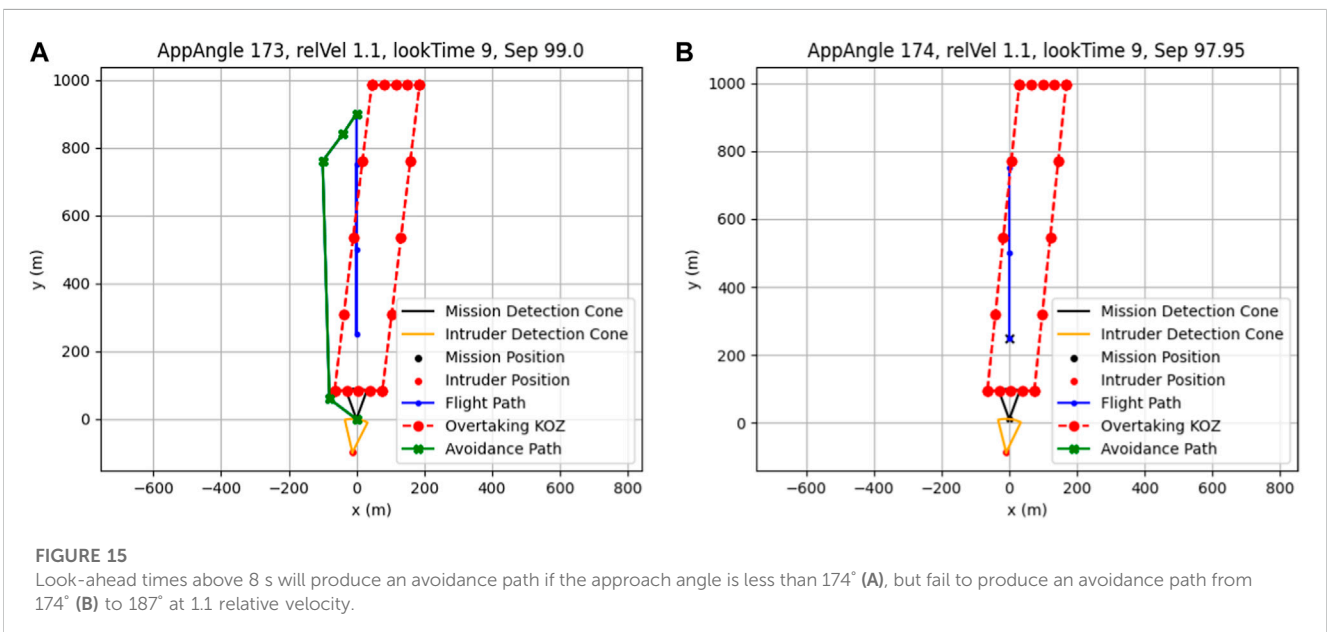 A
AppAngle 173, relVel 1.1, lookTime 9, Sep 99.0
1000
800
600
400
200
0
y (m)
−600
−400
−200
0
200
400
600
800
x (m)
Mission Detection Cone
Intruder Detection Cone
Mission Position
Intruder Position
Flight Path
Overtaking KOZ
Avoidance Path
B
AppAngle 174, relVel 1.1, lookTime 9, Sep 97.95
1000
800
600
400
200
0
y (m)
−600
−400
−200
0
200
400
600
800
x (m)
Mission Detection Cone
Intruder Detection Cone
Mission Position
Intruder Position
Flight Path
Overtaking KOZ
Avoidance Path
FIGURE 15
Look-ahead times above 8 s will produce an avoidance path if the approach angle is less than 174° (A), but fail to produce an avoidance path from
174° (B) to 187° at 1.1 relative velocity.